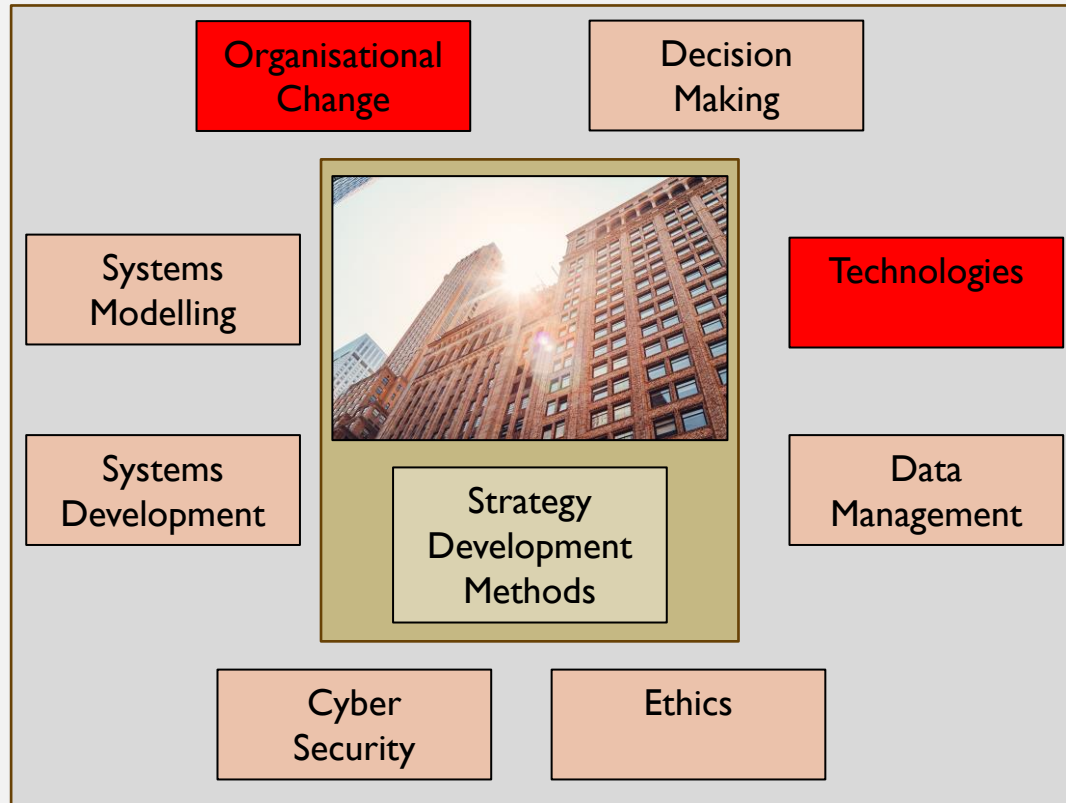 Organisational
Change
Decision
Making
Systems
Modelling
Technologies
Systems
Development
Strategy
Development
Methods
Data
Management
Cyber
Security
Ethics